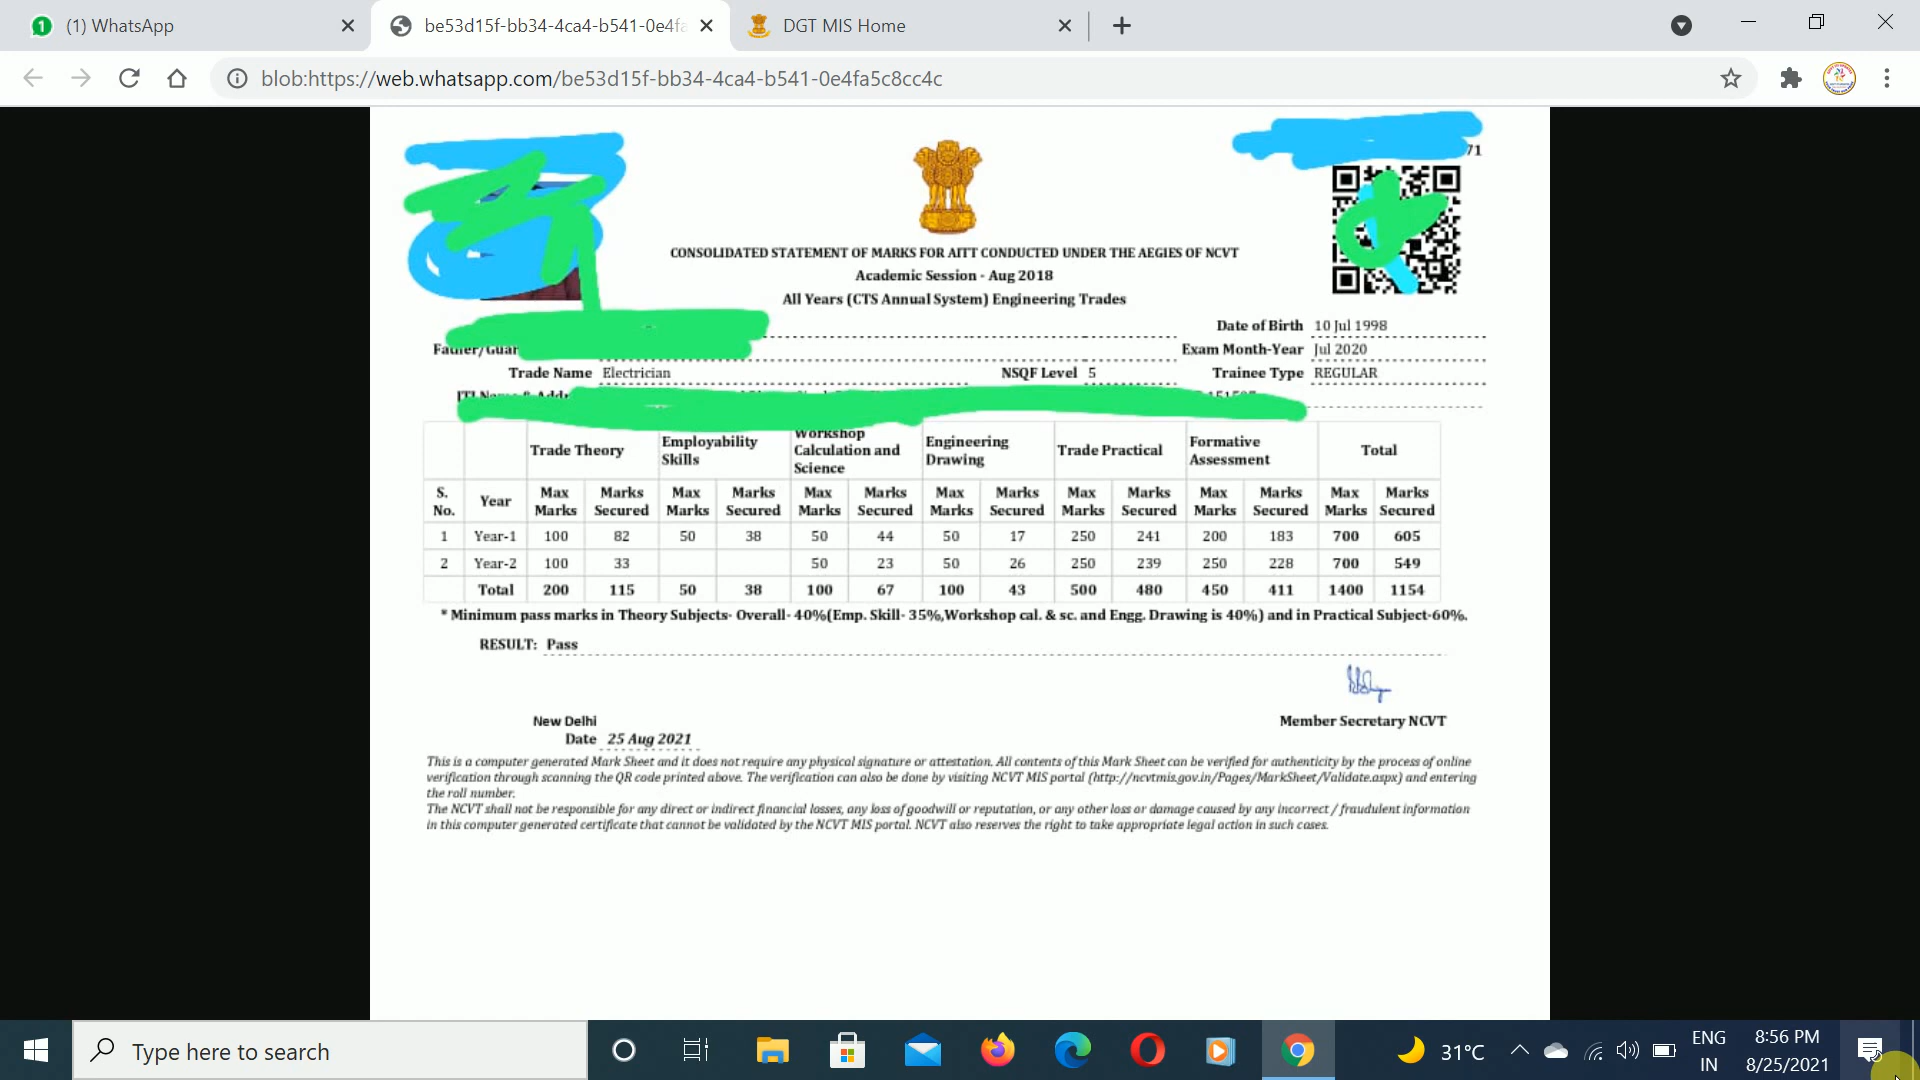 (1) WhatsApp
be53d15f-bb34-4ca4-b541-0e4f
DGT MIS Home
blob:https://web.whatsapp.com/be53d15f-bb34-4ca4-b541-0e4fa5c8cc4c
71
CONSOLIDATED STATEMENT OF MARKS FOR AITT CONDUCTED UNDER THE AEGIES OF NCVT
Academic Session - Aug 2018
All Years (CTS Annual System) Engineering Trades
Date of Birth 10 Jul 1998
Father/Guar Exam Month-Year Jul 2020
Trade Name Electrician NSQF Level 5 Trainee Type REGULAR
ITI Name & Addr
Trade Theory Employability Skills Workshop Calculation and Science Engineering Drawing Trade Practical Formative Assessment Total
S. No. Year Max Marks Marks Secured Max Marks Marks Secured Max Marks Marks Secured Max Marks Marks Secured Max Marks Marks Secured Max Marks Marks Secured Max Marks Marks Secured
1 Year-1 100 82 50 38 50 44 50 17 250 241 200 183 700 605
2 Year-2 100 33 50 23 50 26 250 239 250 228 700 549
Total 200 115 50 38 100 67 100 43 500 480 450 411 1400 1154
* Minimum pass marks in Theory Subjects- Overall- 40%(Emp. Skill- 35%,Workshop cal. & sc. and Engg. Drawing is 40%) and in Practical Subject-60%.
RESULT: Pass
New Delhi Member Secretary NCVT
Date 25 Aug 2021
This is a computer generated Mark Sheet and it does not require any physical signature or attestation. All contents of this Mark Sheet can be verified for authenticity by the process of online
verification through scanning the QR code printed above. The verification can also be done by visiting NCVT MIS portal (http://ncvtmis.gov.in/Pages/MarkSheet/Validate.aspx) and entering
the roll number.
The NCVT shall not be responsible for any direct or indirect financial losses, any loss of goodwill or reputation, or any other loss or damage caused by any incorrect / fraudulent information
in this computer generated certificate that cannot be validated by the NCVT MIS portal. NCVT also reserves the right to take appropriate legal action in such cases.
Type here to search
31°C
ENG
IN
8:56 PM
8/25/2021